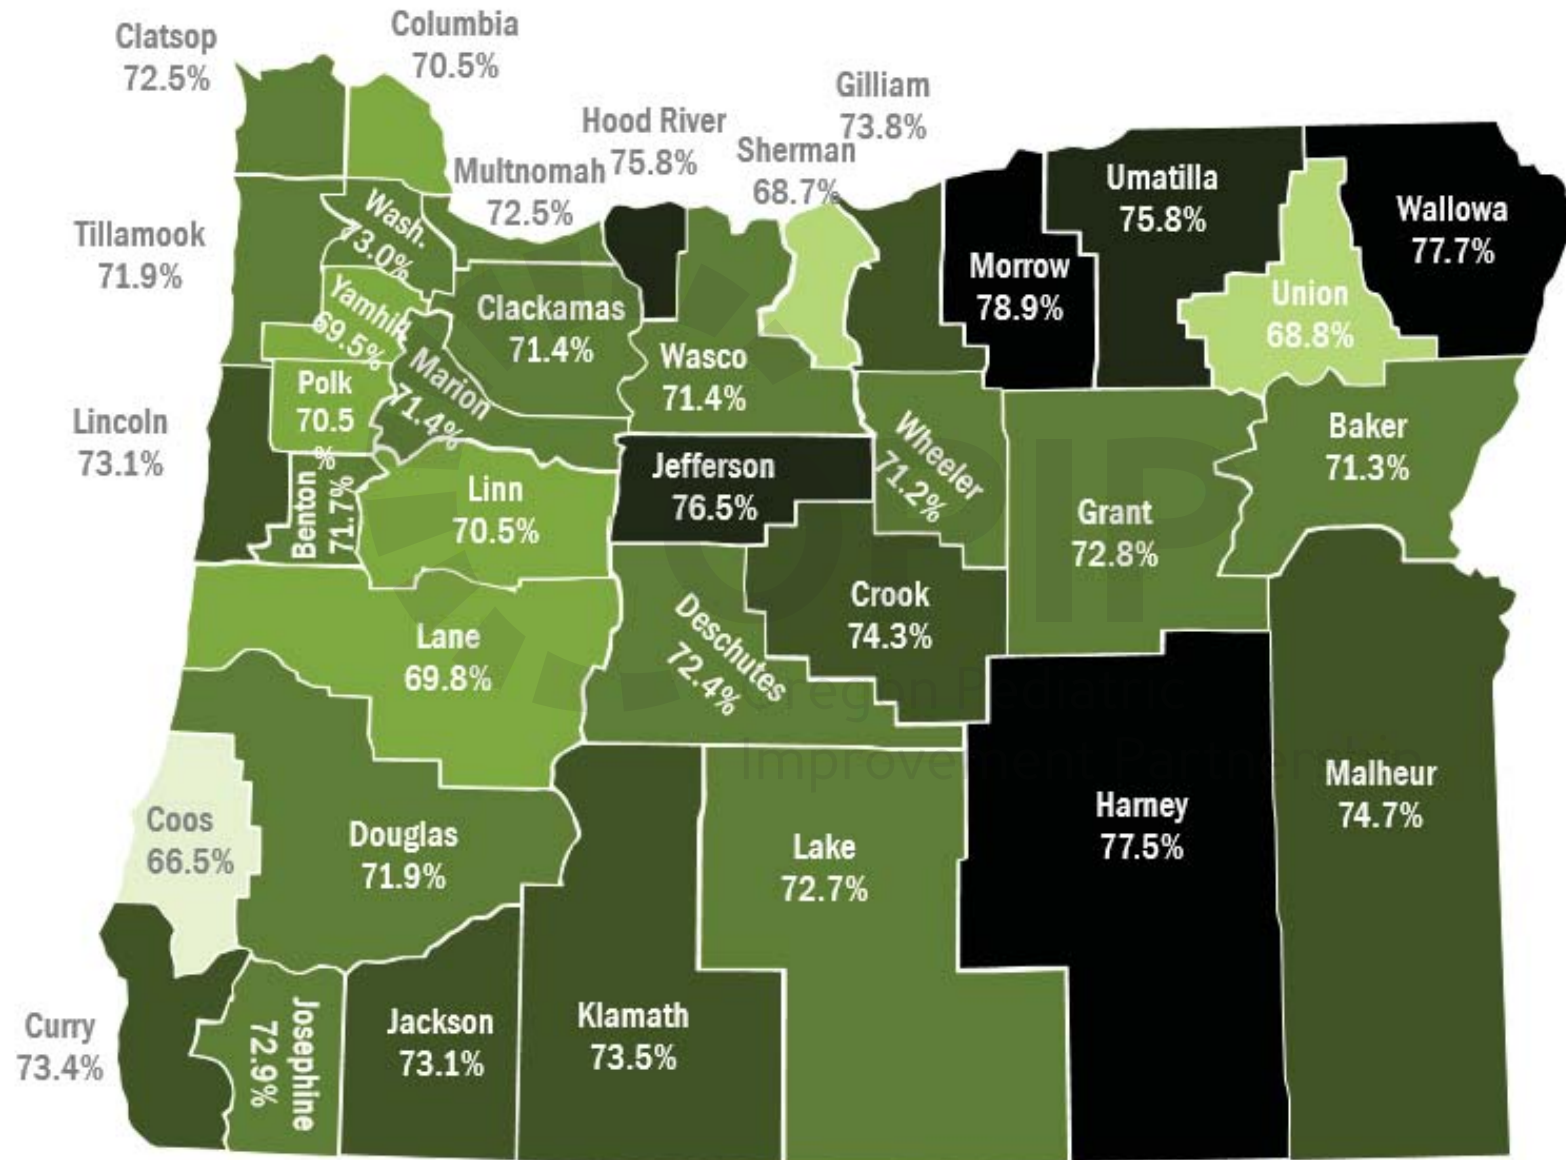 Clatsop
72.5%
Columbia
70.5%
Hood River
75.8%
Gilliam
73.8%
Sherman
68.7%
Multnomah
72.5%
Tillamook
71.9%
Wash.
73.0%
Yamhill
69.5%
Clackamas
71.4%
Marion
71.4%
Polk
70.5
%
Wasco
71.4%
Morrow
78.9%
Umatilla
75.8%
Union
68.8%
Wallowa
77.7%
Lincoln
73.1%
Benton
71.7%
Linn
70.5%
Jefferson
76.5%
Wheeler
71.2%
Grant
72.8%
Baker
71.3%
Lane
69.8%
Deschutes
72.4%
Crook
74.3%
Coos
66.5%
Douglas
71.9%
Lake
72.7%
Harney
77.5%
Malheur
74.7%
Curry
73.4%
Josephine
72.9%
Jackson
73.1%
Klamath
73.5%
OPIP
Oregon Pediatric
Improvement Partnership